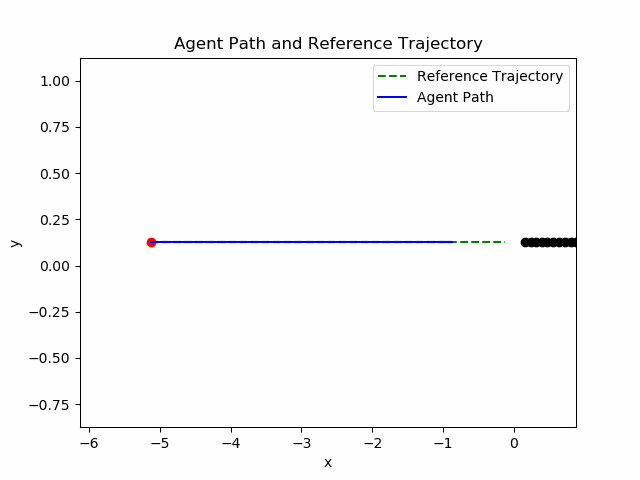 Agent Path and Reference Trajectory
Reference Trajectory
Agent Path
1.00
0.75
0.50
0.25
0.00
−0.25
−0.50
−0.75
y
−6 −5 −4 −3 −2 −1 0
x